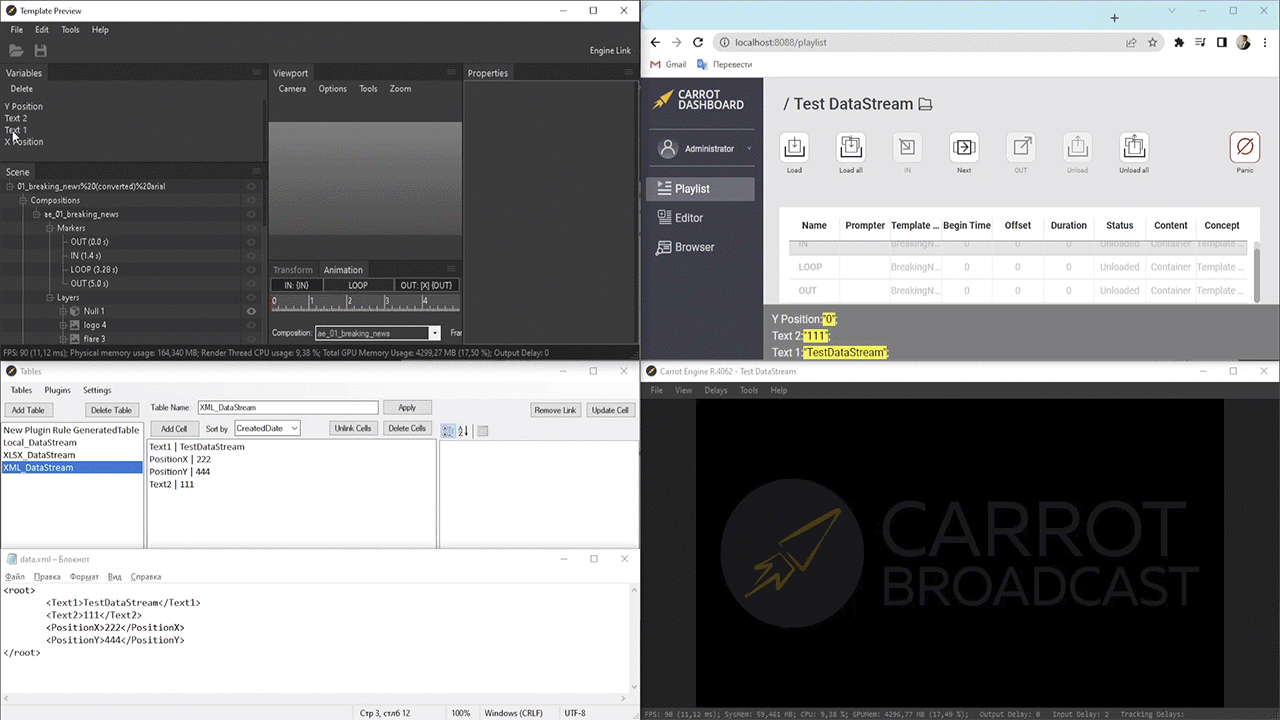 Template Preview
File Edit Tools Help
Engine Link
Variables
Delete
Y Position
Text 2
Text 1
X Position
Scene
01_breaking_news%20(converted)%20arial
Compositions
ae_01_breaking_news
Markers
OUT (0.0 s)
IN (1.4 s)
LOOP (3.28 s)
OUT (5.0 s)
Layers
Null 1
logo 4
flare 3
Viewport
Camera Options Tools Zoom
Transform Animation
IN: {IN} LOOP OUT: [X] {OUT}
0 1 2 3 4
Composition: ae_01_breaking_news Frar
Properties
FPS: 90 (11,12 ms); Physical memory usage: 164,340 MB; Render Thread CPU usage: 9,38 %; Total GPU Memory Usage: 4299,27 MB (17,50 %); Output Delay: 0
localhost:8088/playlist
Gmail Перевести
CARROT
DASHBOARD
Administrator
Playlist
Editor
Browser
/ Test DataStream
Load Load all IN Next OUT Unload Unload all Panic
Name Prompter Template ... Begin Time Offset Duration Status Content Concept
IN BreakingN... 0 0 0 Unloaded Container Template ...
LOOP BreakingN... 0 0 0 Unloaded Container Template ...
OUT BreakingN... 0 0 0 Unloaded Container Template ...
Y Position:"0";
Text 2:"111";
Text 1:"TestDataStream";
Tables
Tables Plugins Settings
Add Table Delete Table Table Name: XML_DataStream Apply Remove Link Update Cell
Add Cell Sort by CreatedDate Unlink Cells Delete Cells
New Plugin Rule GeneratedTable
Local_DataStream
XLSX_DataStream
XML_DataStream
Text1 | TestDataStream
PositionX | 222
PositionY | 444
Text2 | 111
data.xml – Блокнот
Файл Правка Формат Вид Справка
<root>
<Text1>TestDataStream</Text1>
<Text2>111</Text2>
<PositionX>222</PositionX>
<PositionY>444</PositionY>
</root>
Стр 3, стлб 12 100% Windows (CRLF) UTF-8
Carrot Engine R.4062 - Test DataStream
File View Delays Tools Help
CARROT
BROADCAST
FPS: 90 (11,12 ms); SysMem: 59,461 MB; CPU: 9,38 %; GPUMem: 4296,77 MB (17,49 %); Output Delay: 0 Input Delay: 2 Tracking Delays: